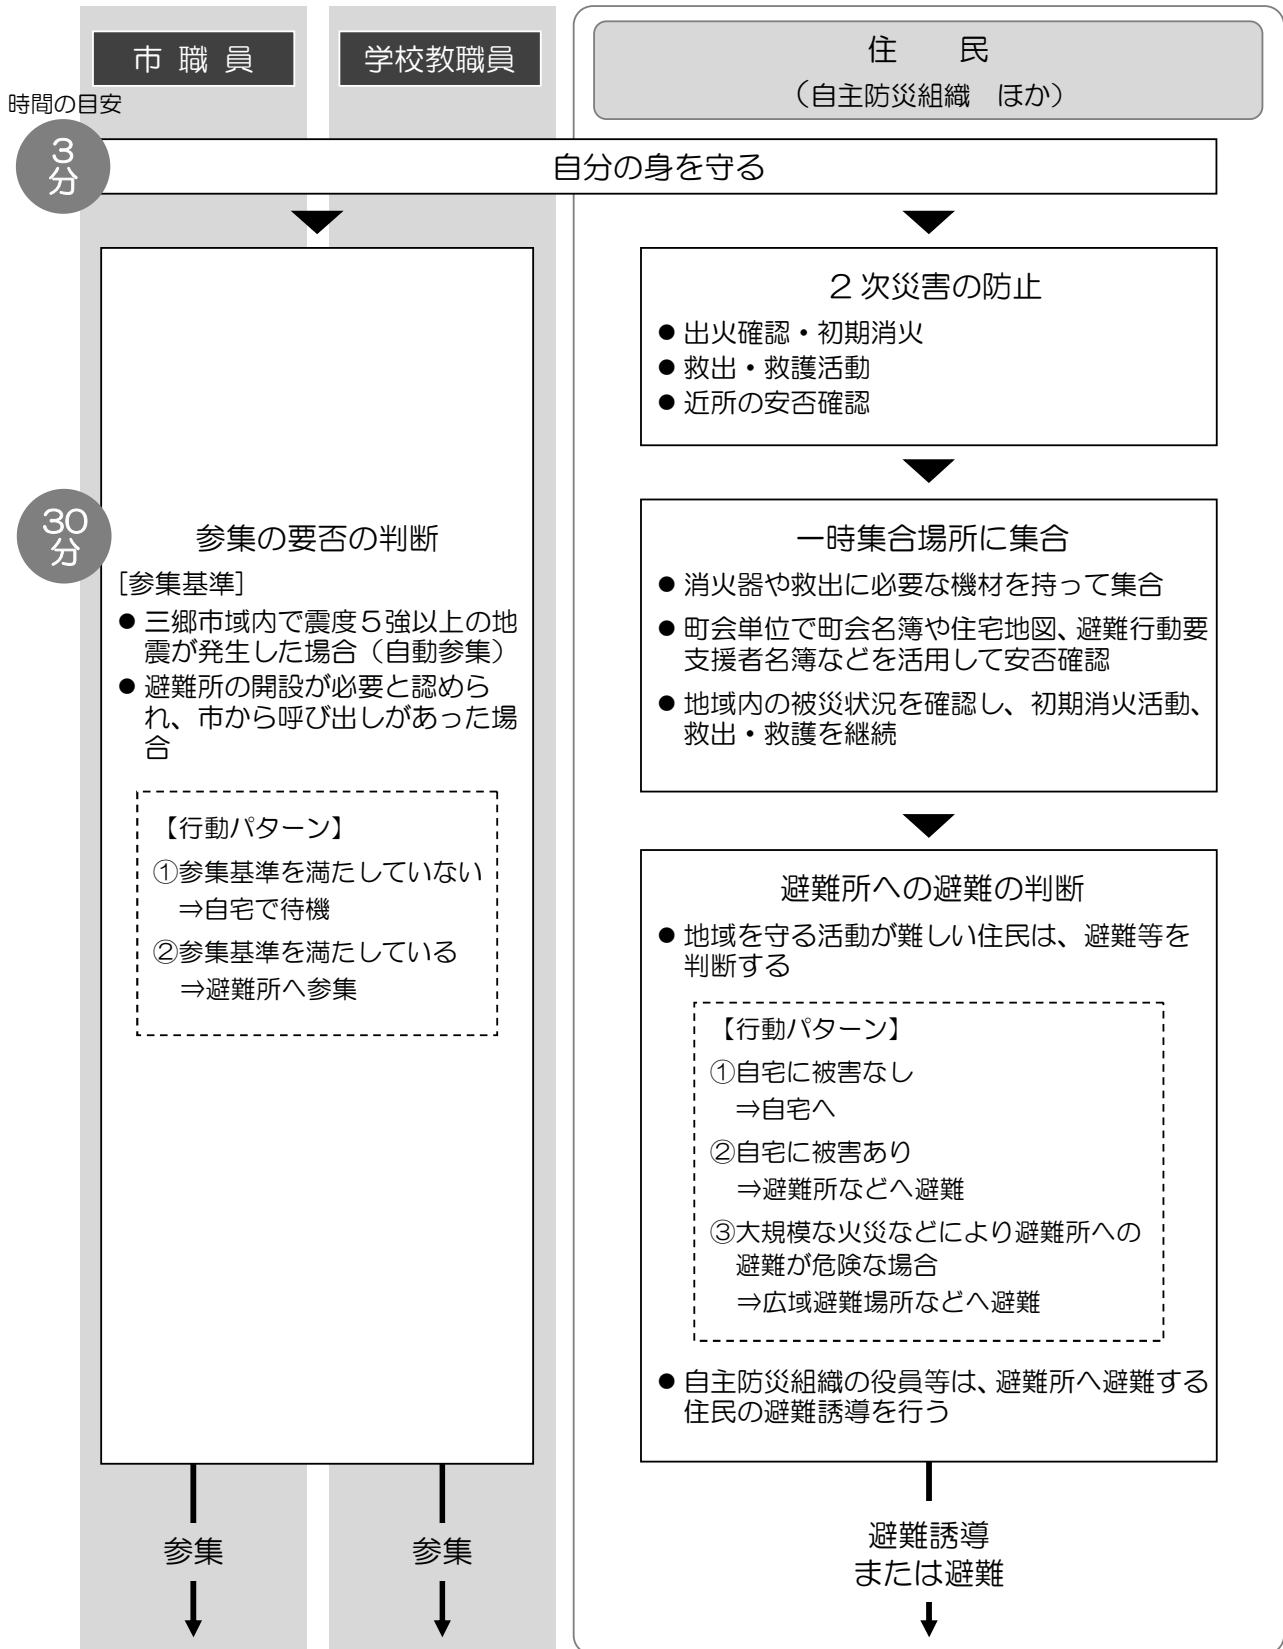 市 職 員
学校教職員
住　　民
（自主防災組織　ほか）
時間の目安
3
分
自分の身を守る
２次災害の防止
● 出火確認・初期消火
● 救出・救護活動
● 近所の安否確認
30
分
参集の要否の判断
［参集基準］
● 三郷市域内で震度５強以上の地
震が発生した場合（自動参集）
● 避難所の開設が必要と認めら
れ、市から呼び出しがあった場
合
【行動パターン】
①参集基準を満たしていない
⇒自宅で待機
②参集基準を満たしている
⇒避難所へ参集
一時集合場所に集合
● 消火器や救出に必要な機材を持って集合
● 町会単位で町会名簿や住宅地図、避難行動要
支援者名簿などを活用して安否確認
● 地域内の被災状況を確認し、初期消火活動、
救出・救護を継続
避難所への避難の判断
● 地域を守る活動が難しい住民は、避難等を
判断する
【行動パターン】
①自宅に被害なし
⇒自宅へ
②自宅に被害あり
⇒避難所などへ避難
③大規模な火災などにより避難所への
避難が危険な場合
⇒広域避難場所などへ避難
● 自主防災組織の役員等は、避難所へ避難する
住民の避難誘導を行う
参集
参集
避難誘導
または避難